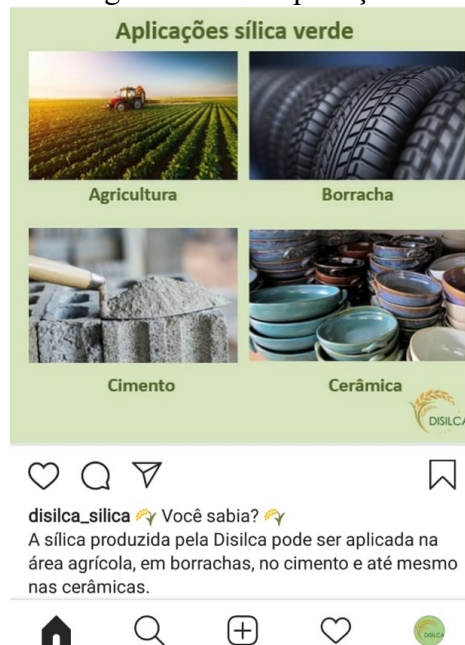 Aplicações sílica verde
Agricultura
Borracha
Cimento
Cerâmica
DISILCA
disilca_silica 🌾 Você sabia? 🌾
A sílica produzida pela Disilca pode ser aplicada na
área agrícola, em borrachas, no cimento e até mesmo
nas cerâmicas.
DISILCA